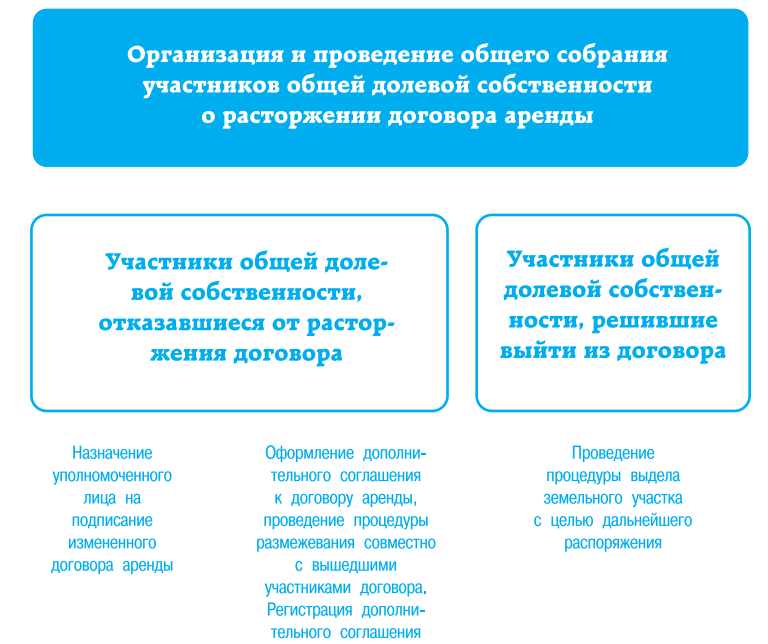 Организация и проведение общего собрания
участников общей долевой собственности
о расторжении договора аренды
Участники общей доле-
вой собственности,
отказавшиеся от растор-
жения договора
Участники общей
долевой собствен-
ности, решившие
выйти из договора
Назначение
уполномоченного
лица на
подписание
измененного
договора аренды
Оформление дополни-
тельного соглашения
к договору аренды,
проведение процедуры
размежевания совместно
с вышедшими
участниками договора.
Регистрация дополни-
тельного соглашения
Проведение
процедуры выдела
земельного участка
с целью дальнейшего
распоряжения